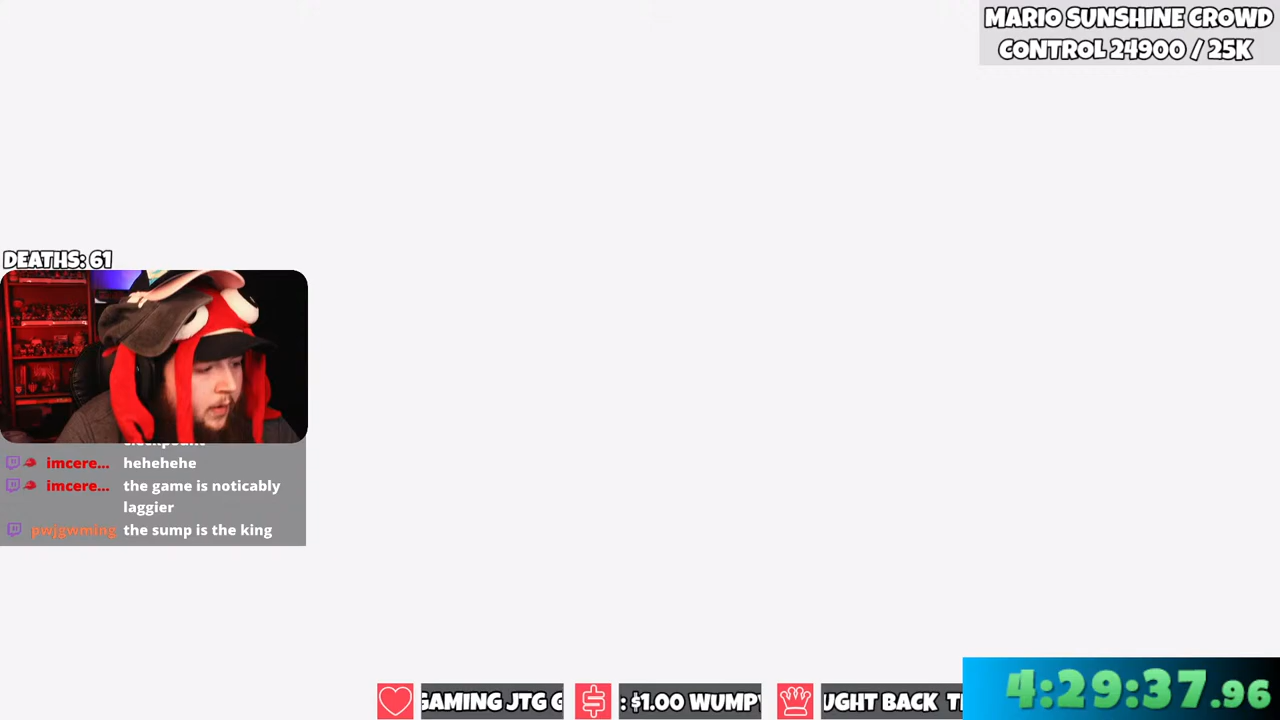 MARIO SUNSHINE CROWD
CONTROL 24900 / 25K
DEATHS: 61
imcere... hehehehe
imcere... the game is noticably
laggier
pwjgwming the sump is the king
GAMING JTG
: $1.00 WUMP
UGHT BACK
4:29:37.96